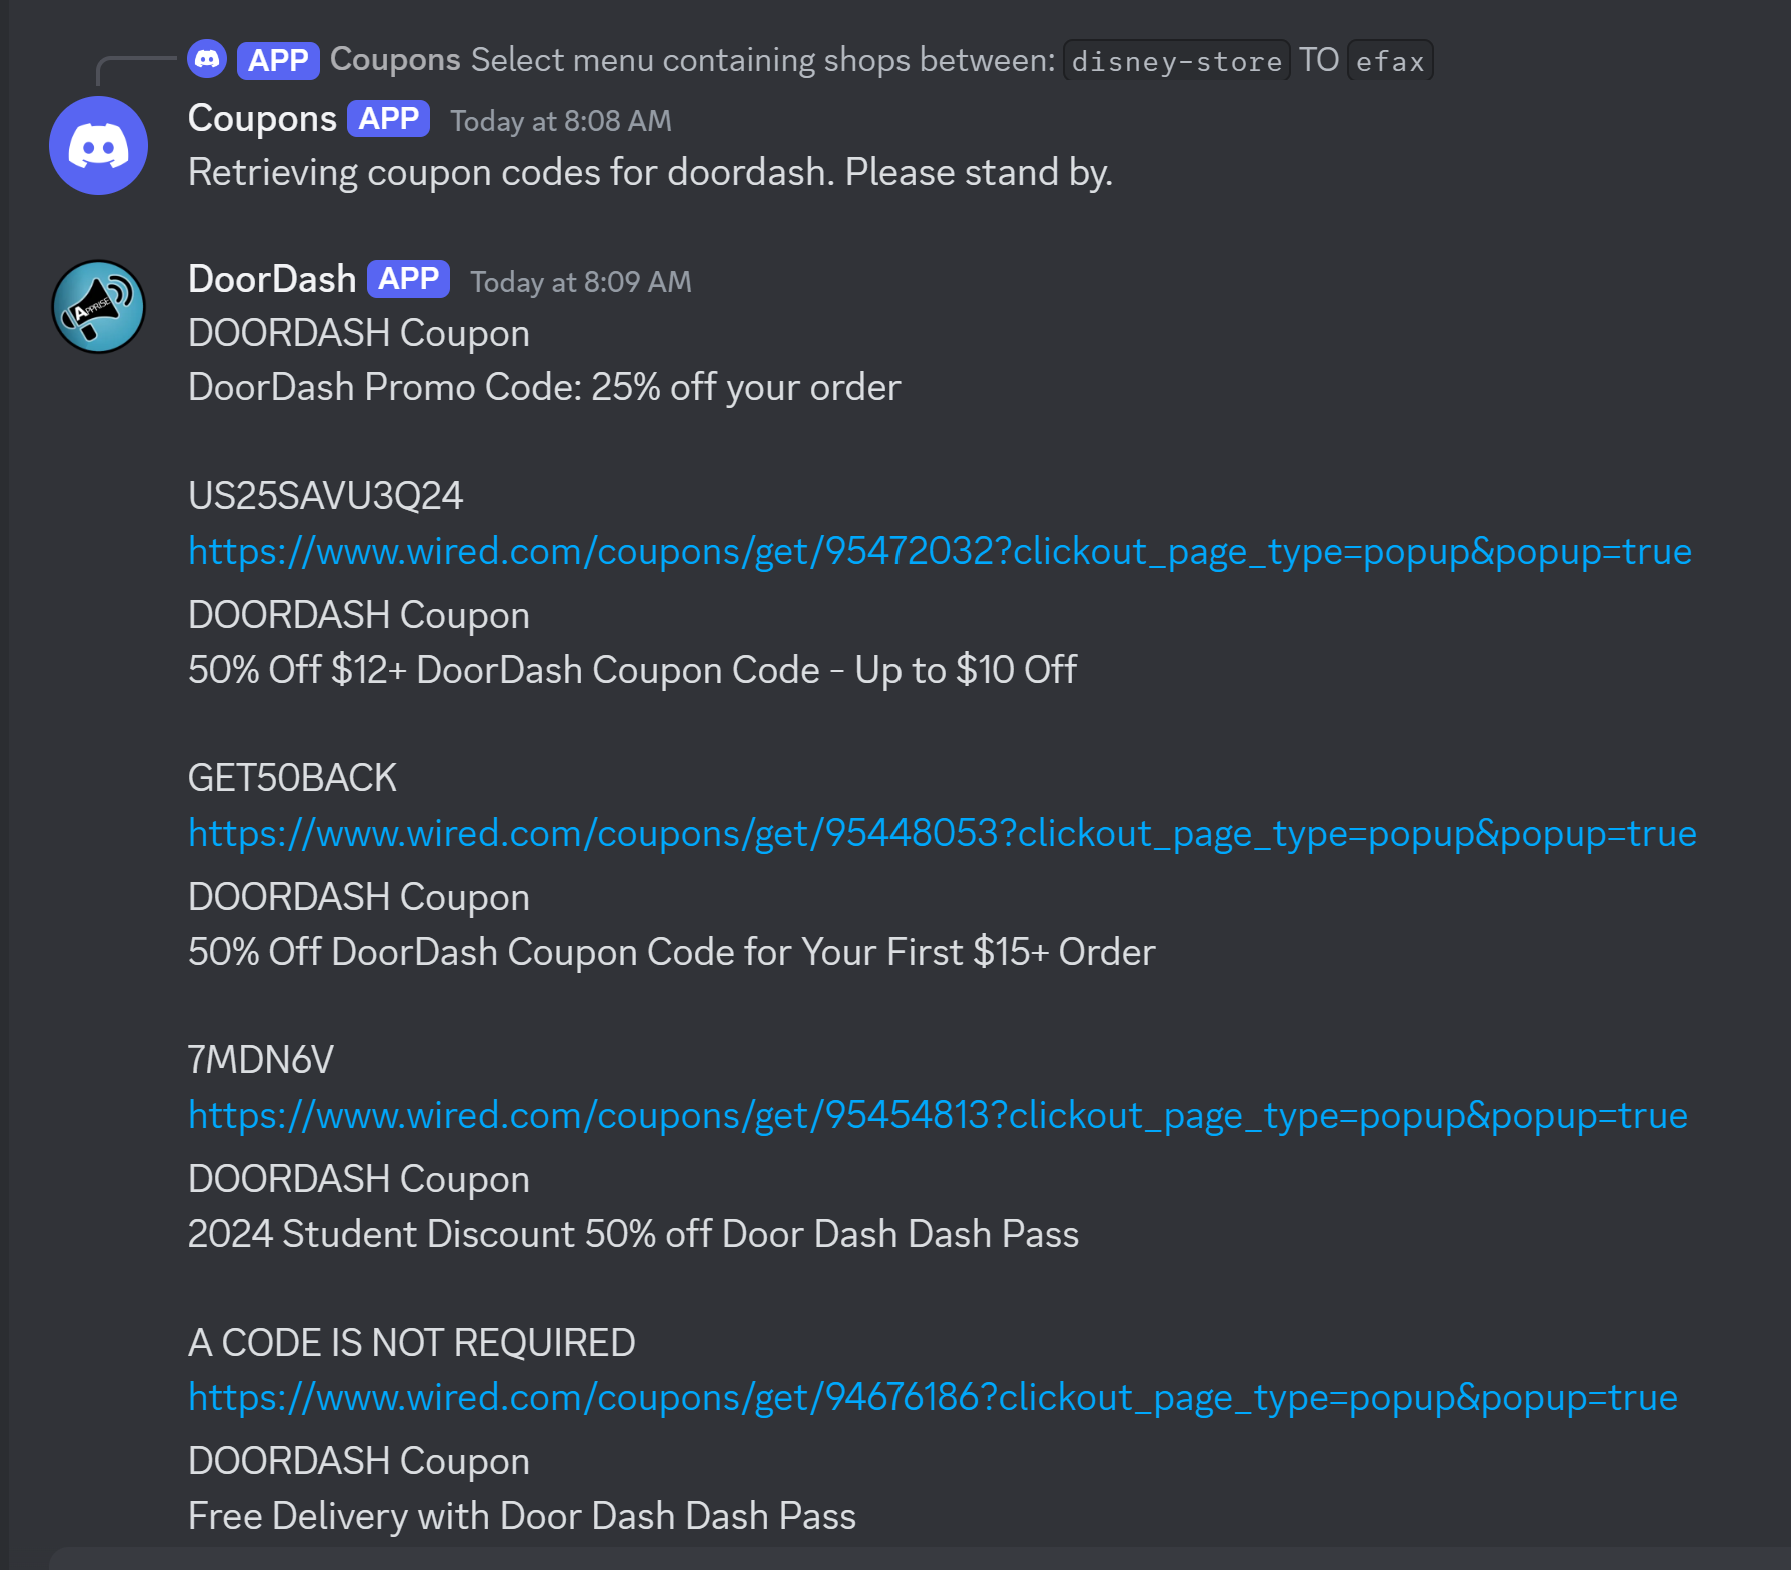 APP Coupons Select menu containing shops between: disney-store TO efax
Coupons APP Today at 8:08 AM
Retrieving coupon codes for doordash. Please stand by.
DoorDash APP Today at 8:09 AM
APPRISE
DOORDASH Coupon
DoorDash Promo Code: 25% off your order
US25SAVU3Q24
https://www.wired.com/coupons/get/95472032?clickout_page_type=popup&popup=true
DOORDASH Coupon
50% Off $12+ DoorDash Coupon Code - Up to $10 Off
GET50BACK
https://www.wired.com/coupons/get/95448053?clickout_page_type=popup&popup=true
DOORDASH Coupon
50% Off DoorDash Coupon Code for Your First $15+ Order
7MDN6V
https://www.wired.com/coupons/get/95454813?clickout_page_type=popup&popup=true
DOORDASH Coupon
2024 Student Discount 50% off Door Dash Dash Pass
A CODE IS NOT REQUIRED
https://www.wired.com/coupons/get/94676186?clickout_page_type=popup&popup=true
DOORDASH Coupon
Free Delivery with Door Dash Dash Pass